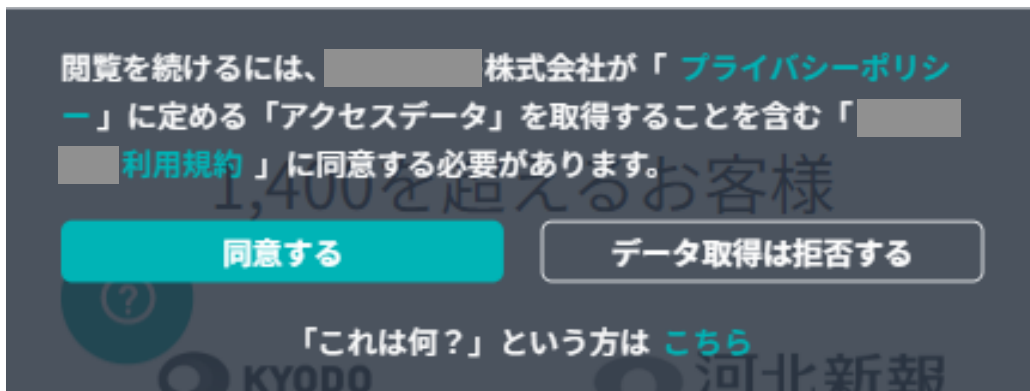 閲覧を続けるには、株式会社が「 プライバシーポリシ
ー 」に定める「アクセスデータ」を取得することを含む「
利用規約 」に同意する必要があります。
1,400を超えるお客様
同意する
データ取得は拒否する
?
「これは何？」という方は こちら
KYODO
河北新報